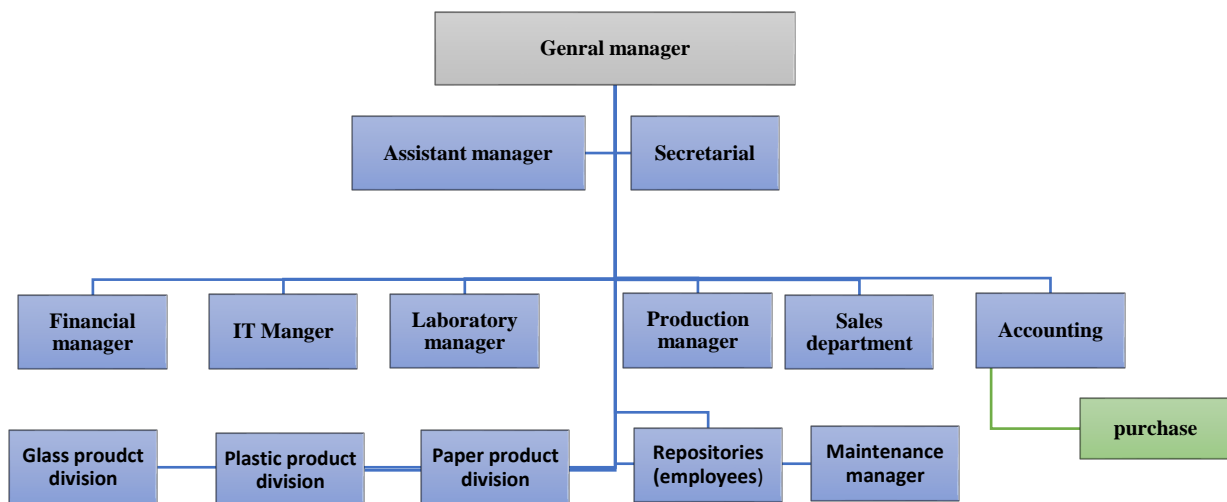 Genral manager
Assistant manager
Secretarial
Financial
manager
IT Manger
Laboratory
manager
Production
manager
Sales
department
Accounting
purchase
Glass proudct
division
Plastic product
division
Paper product
division
Repositories
(employees)
Maintenance
manager